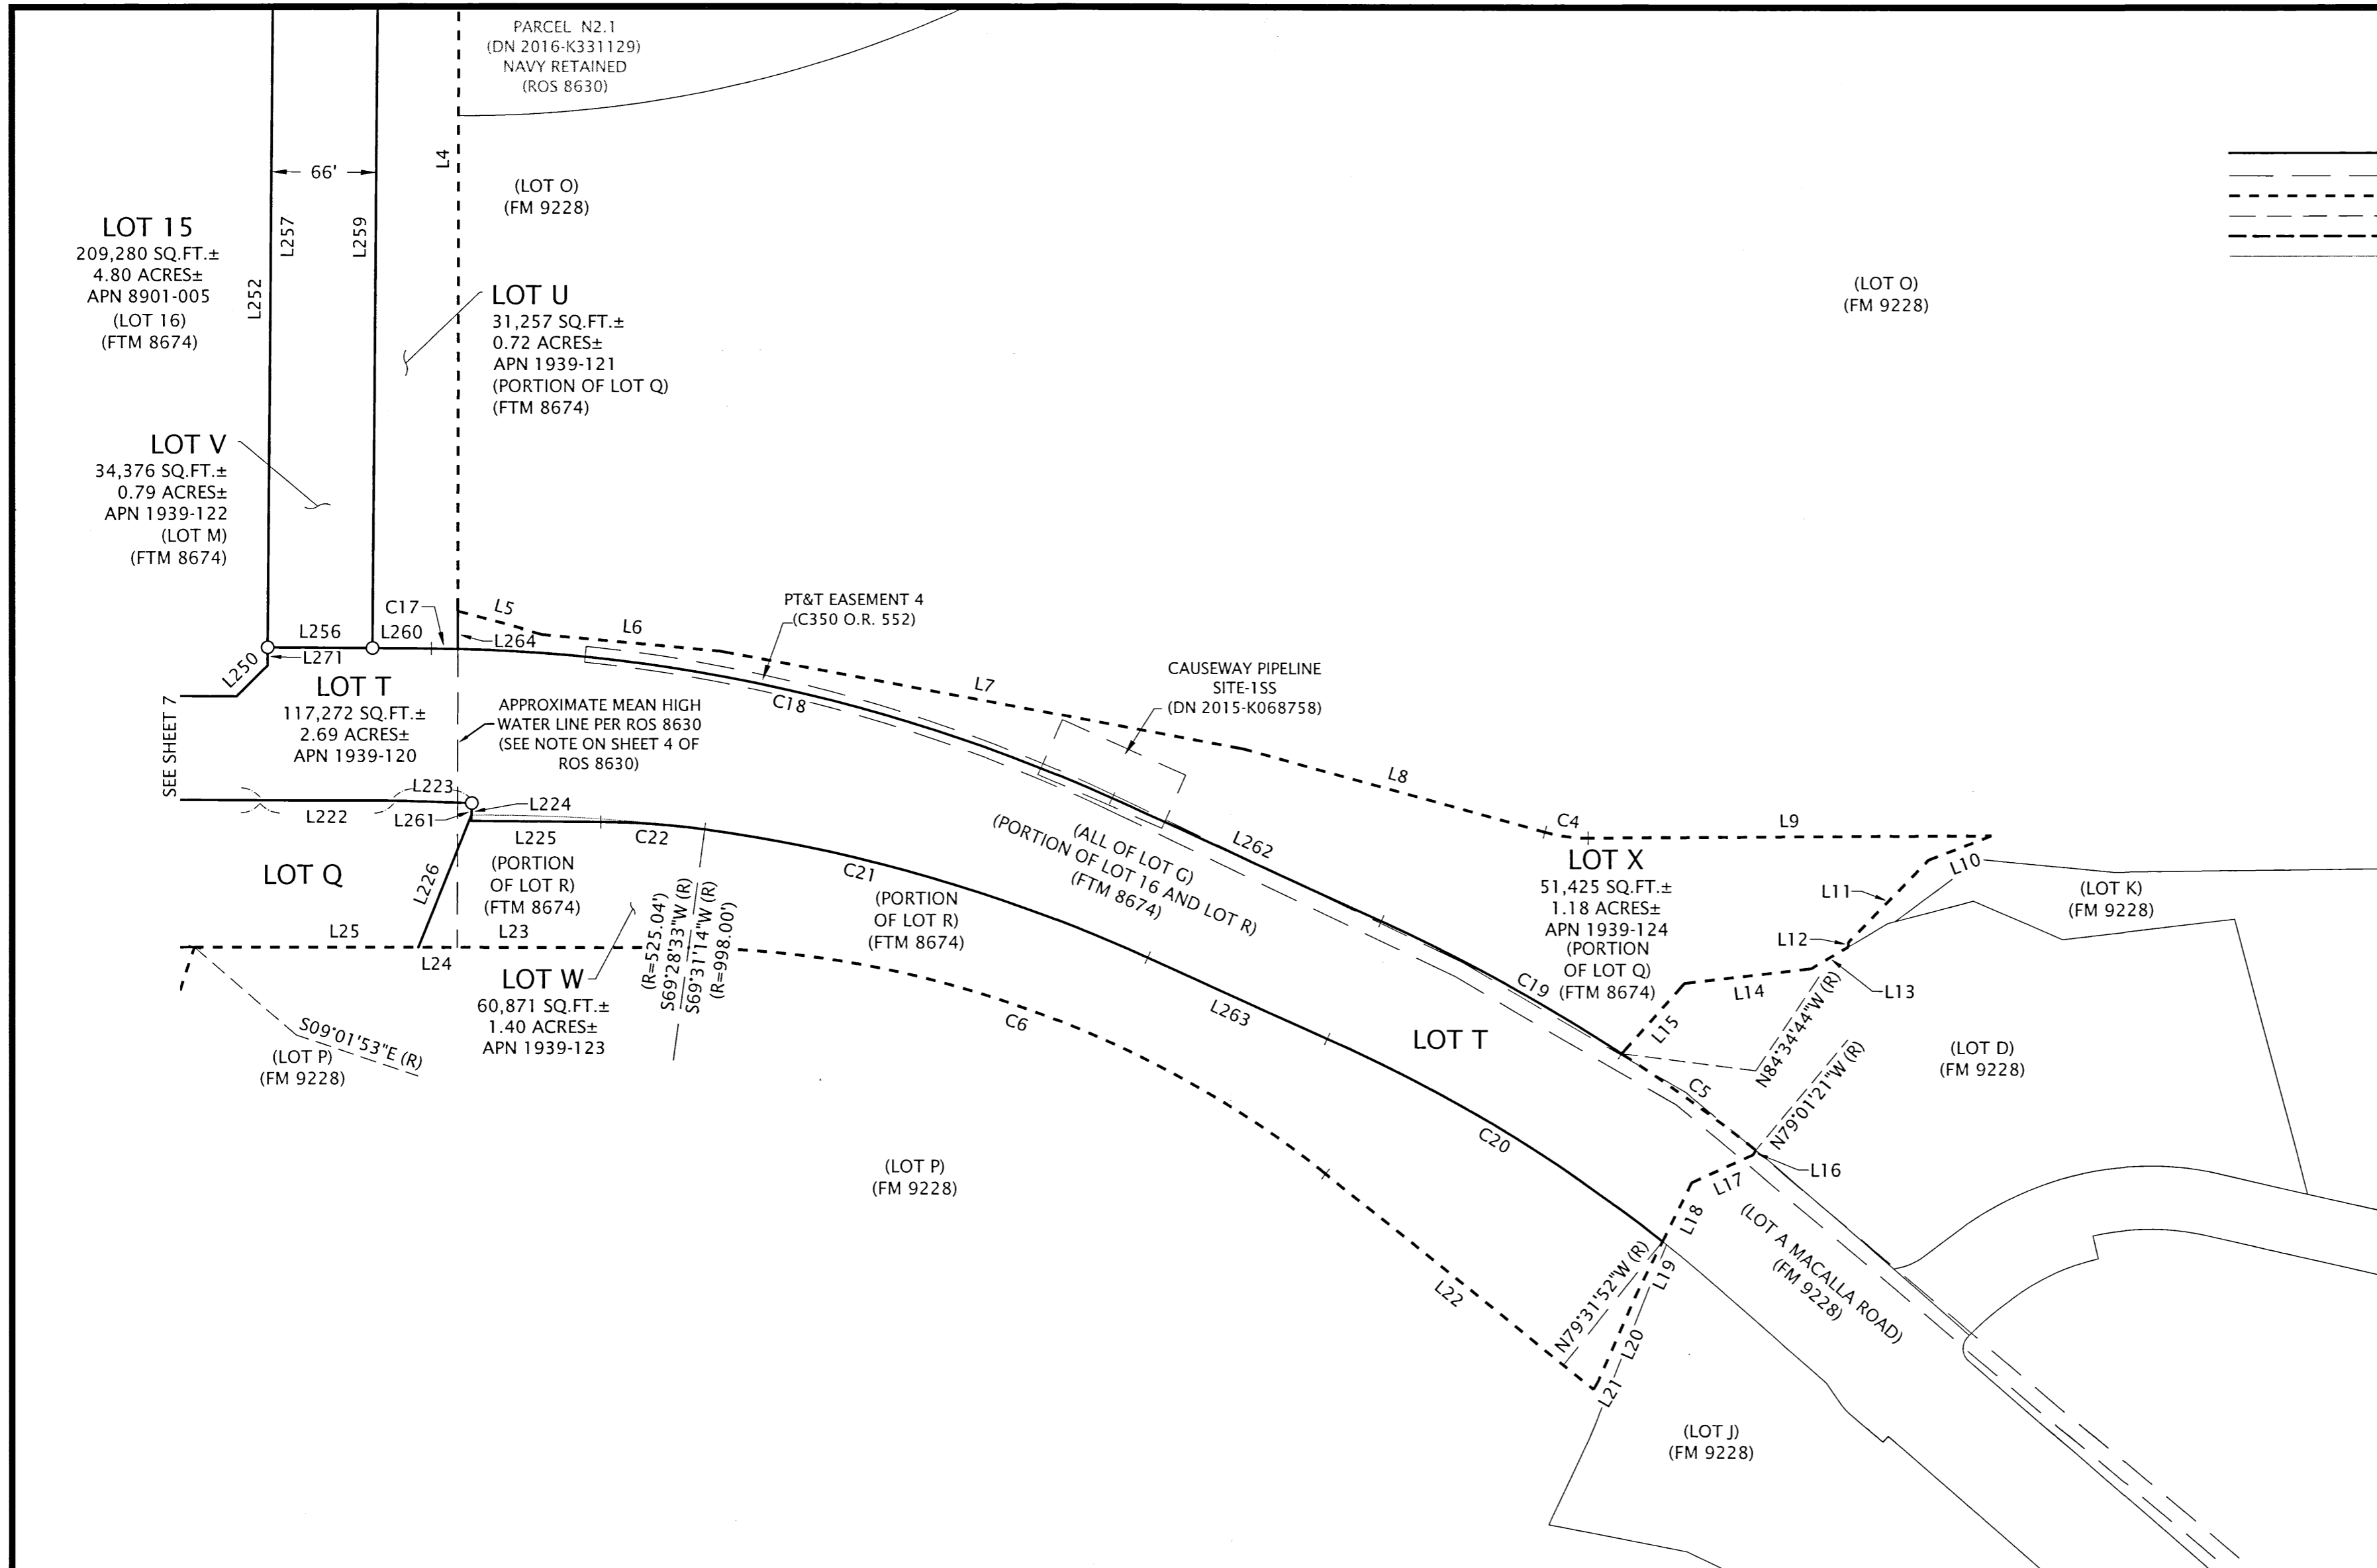 PARCEL N2.1
(DN 2016-K331129)
NAVY RETAINED
(ROS 8630)
L4
66'
(LOT O)
(FM 9228)
LOT 15
209,280 SQ.FT.±
4.80 ACRES±
APN 8901-005
(LOT 16)
(FTM 8674)
L252
L257
L259
LOT U
31,257 SQ.FT.±
0.72 ACRES±
APN 1939-121
(PORTION OF LOT Q)
(FTM 8674)
(LOT O)
(FM 9228)
LOT V
34,376 SQ.FT.±
0.79 ACRES±
APN 1939-122
(LOT M)
(FTM 8674)
C17
L5
L6
L256
L260
L264
L271
L250
PT&T EASEMENT 4
(C350 O.R. 552)
L7
C18
CAUSEWAY PIPELINE
SITE-1SS
(DN 2015-K068758)
LOT T
117,272 SQ.FT.±
2.69 ACRES±
APN 1939-120
SEE SHEET 7
APPROXIMATE MEAN HIGH
WATER LINE PER ROS 8630
(SEE NOTE ON SHEET 4 OF
ROS 8630)
L8
C4
L9
L223
L224
L222
L261
L225
C22
L226
LOT Q
(PORTION
OF LOT R)
(FTM 8674)
C21
(PORTION
OF LOT R)
(FTM 8674)
(R=525.04')
S69°28'33"W (R)
S69°31'14"W (R)
(R=998.00')
L262
(ALL OF LOT G)
(PORTION OF LOT 16 AND LOT R)
(FTM 8674)
LOT X
51,425 SQ.FT.±
1.18 ACRES±
APN 1939-124
(PORTION
OF LOT Q)
(FTM 8674)
L10
L11
L12
L13
L14
L15
(LOT K)
(FM 9228)
L25
L24
L23
LOT W
60,871 SQ.FT.±
1.40 ACRES±
APN 1939-123
S09°01'53"E (R)
(LOT P)
(FM 9228)
C6
L263
LOT T
C19
N84°34'44"W (R)
N79°01'21"W (R)
(LOT D)
(FM 9228)
C5
C20
L16
L17
L18
(LOT P)
(FM 9228)
(LOT A MACALLA ROAD)
(FM 9228)
L22
N79°31'52"W (R)
L19
L20
L21
(LOT J)
(FM 9228)